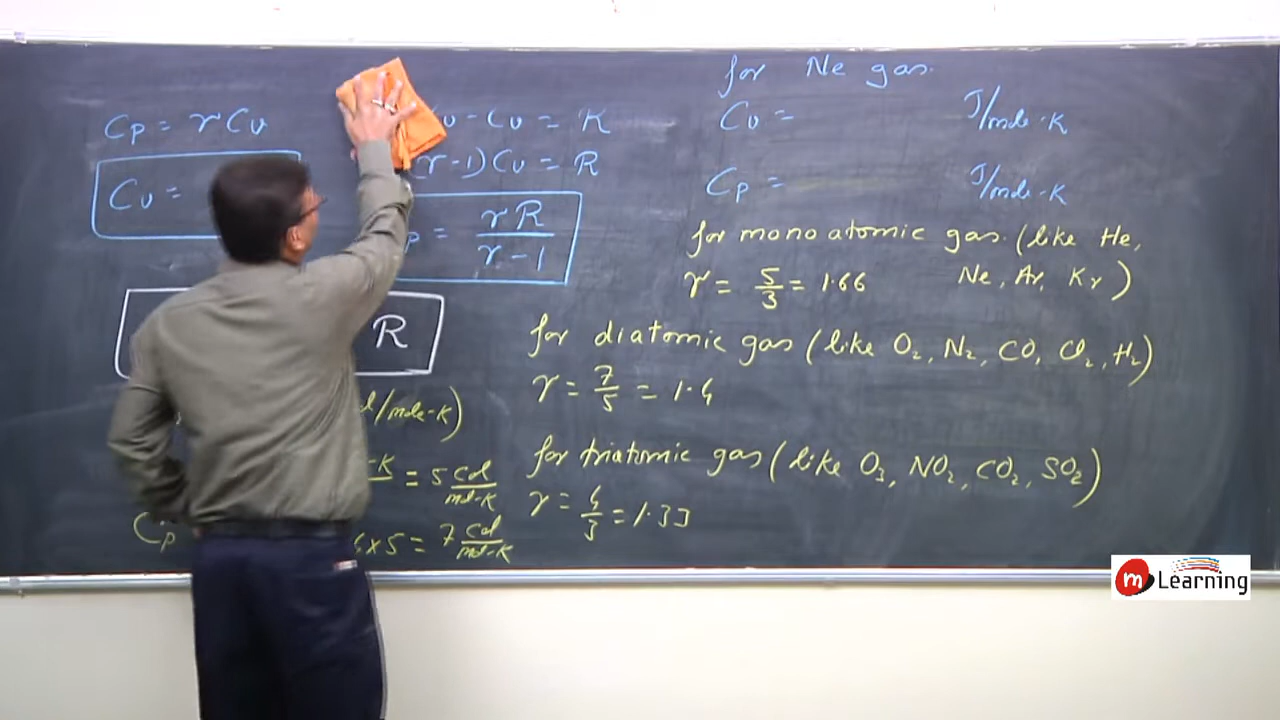 Cp = γCv
Cv =
v - Cv = R
(γ-1)Cv = R
p = γR / γ-1
R
l/mole-K)
-K = 5 Cal/mol-K
Cp
x 5 = 7 Cal/mol-K
for Ne gas.
Cv = J/mole-K
Cp = J/mole-K
for monoatomic gas. (like He,
Ne, Ar, Kr)
γ = 5/3 = 1.66
for diatomic gas (like O₂, N₂, CO, Cl₂, H₂)
γ = 7/5 = 1.4
for triatomic gas (like O₃, NO₂, CO₂, SO₂)
γ = 4/3 = 1.33
m Learning